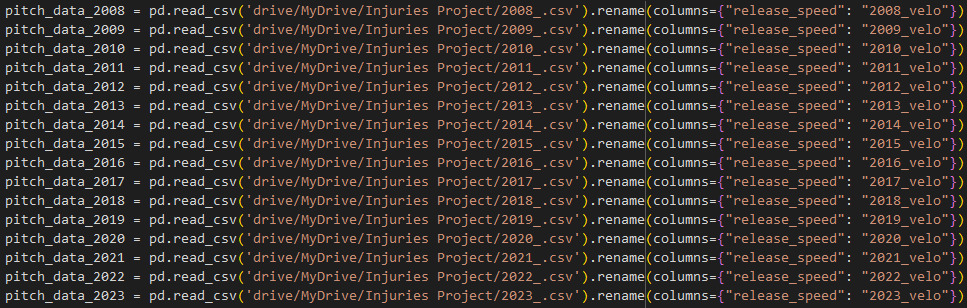 pitch_data_2008 = pd.read_csv('drive/MyDrive/Injuries Project/2008_.csv').rename(columns={"release_speed": "2008_velo"})
pitch_data_2009 = pd.read_csv('drive/MyDrive/Injuries Project/2009_.csv').rename(columns={"release_speed": "2009_velo"})
pitch_data_2010 = pd.read_csv('drive/MyDrive/Injuries Project/2010_.csv').rename(columns={"release_speed": "2010_velo"})
pitch_data_2011 = pd.read_csv('drive/MyDrive/Injuries Project/2011_.csv').rename(columns={"release_speed": "2011_velo"})
pitch_data_2012 = pd.read_csv('drive/MyDrive/Injuries Project/2012_.csv').rename(columns={"release_speed": "2012_velo"})
pitch_data_2013 = pd.read_csv('drive/MyDrive/Injuries Project/2013_.csv').rename(columns={"release_speed": "2013_velo"})
pitch_data_2014 = pd.read_csv('drive/MyDrive/Injuries Project/2014_.csv').rename(columns={"release_speed": "2014_velo"})
pitch_data_2015 = pd.read_csv('drive/MyDrive/Injuries Project/2015_.csv').rename(columns={"release_speed": "2015_velo"})
pitch_data_2016 = pd.read_csv('drive/MyDrive/Injuries Project/2016_.csv').rename(columns={"release_speed": "2016_velo"})
pitch_data_2017 = pd.read_csv('drive/MyDrive/Injuries Project/2017_.csv').rename(columns={"release_speed": "2017_velo"})
pitch_data_2018 = pd.read_csv('drive/MyDrive/Injuries Project/2018_.csv').rename(columns={"release_speed": "2018_velo"})
pitch_data_2019 = pd.read_csv('drive/MyDrive/Injuries Project/2019_.csv').rename(columns={"release_speed": "2019_velo"})
pitch_data_2020 = pd.read_csv('drive/MyDrive/Injuries Project/2020_.csv').rename(columns={"release_speed": "2020_velo"})
pitch_data_2021 = pd.read_csv('drive/MyDrive/Injuries Project/2021_.csv').rename(columns={"release_speed": "2021_velo"})
pitch_data_2022 = pd.read_csv('drive/MyDrive/Injuries Project/2022_.csv').rename(columns={"release_speed": "2022_velo"})
pitch_data_2023 = pd.read_csv('drive/MyDrive/Injuries Project/2023_.csv').rename(columns={"release_speed": "2023_velo"})